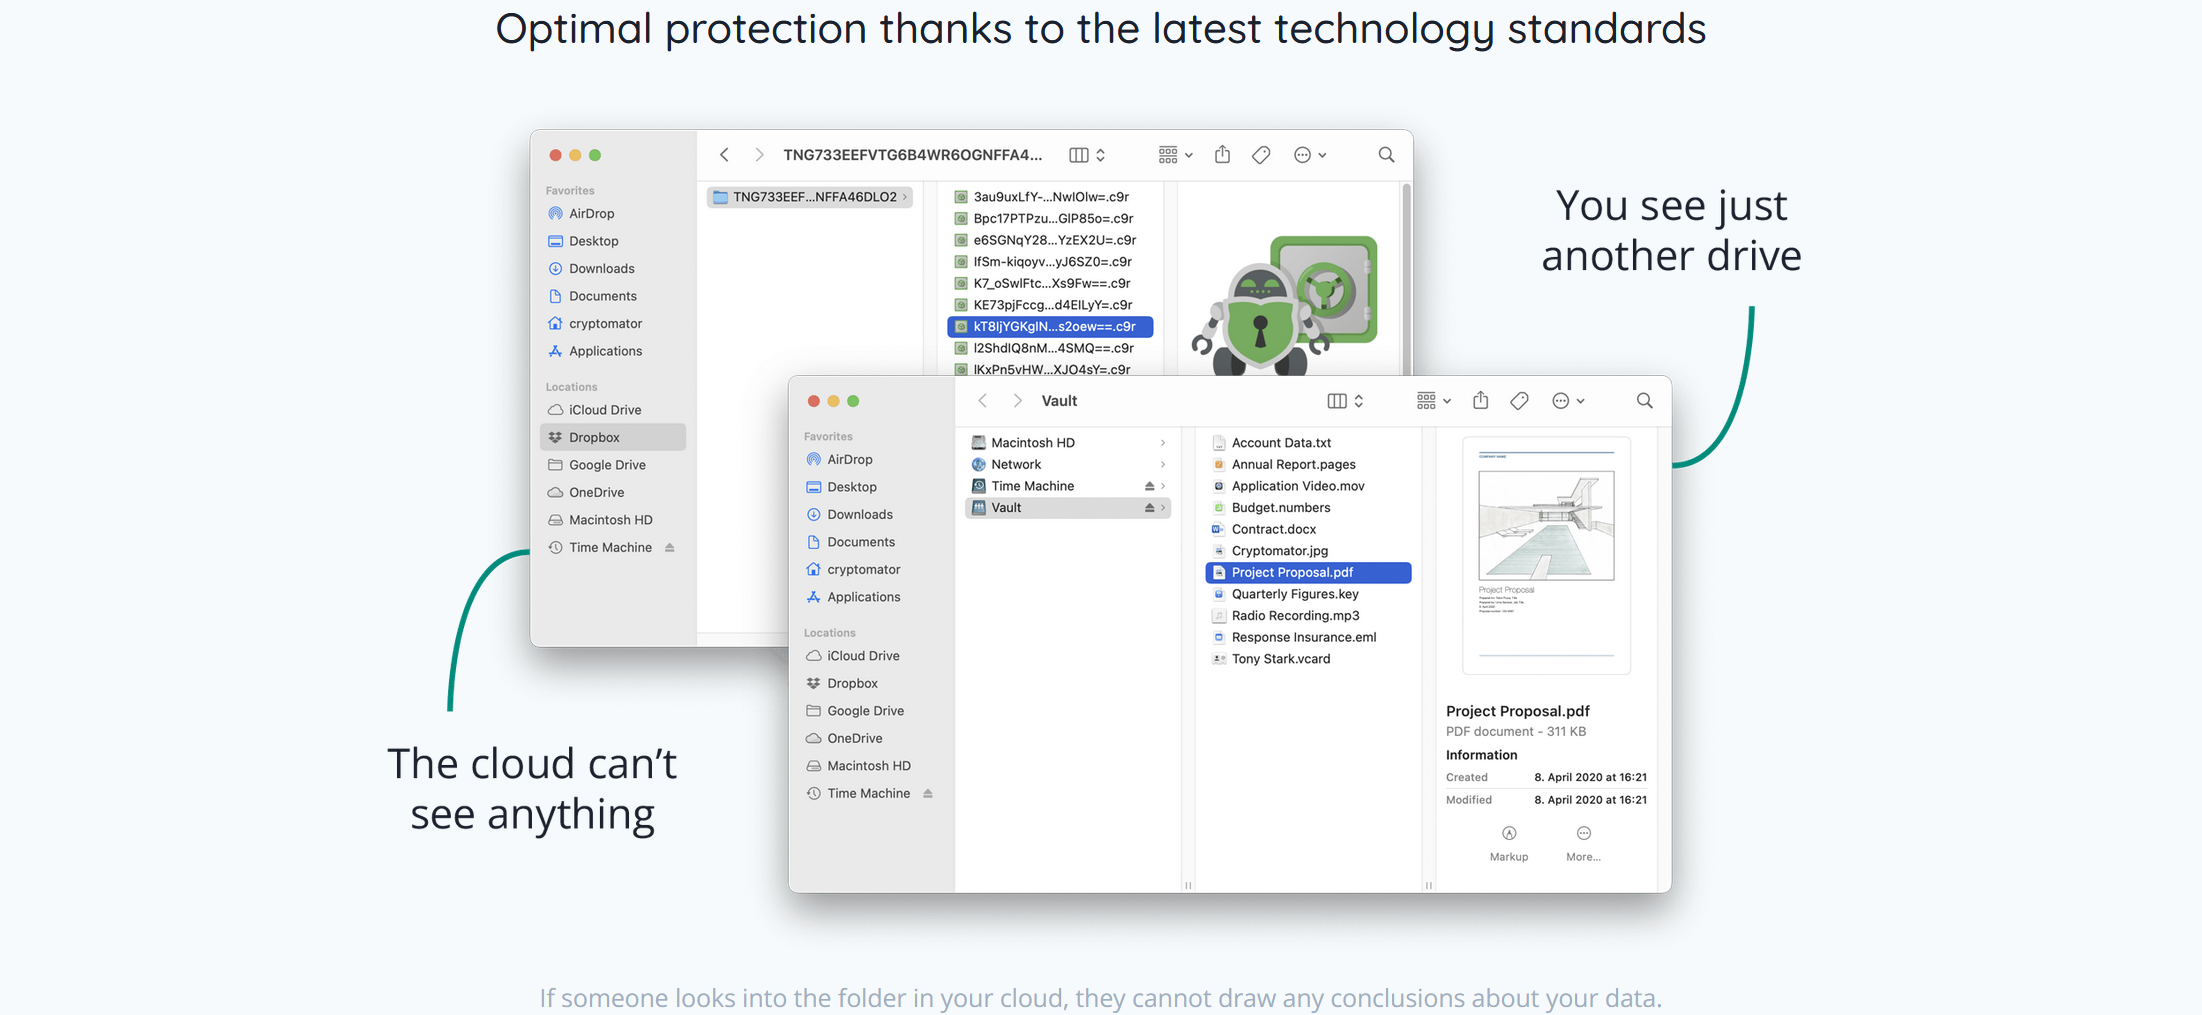 Optimal protection thanks to the latest technology standards
TNG733EEFVTG6B4WR6OGNFFA4...
Favorites
AirDrop
Desktop
Downloads
Documents
cryptomator
Applications
Locations
iCloud Drive
Dropbox
Google Drive
OneDrive
Macintosh HD
Time Machine
TNG733EEF...NFFA46DLO2
3au9uxLfY-...NwIOlw=.c9r
Bpc17PTPzu...GlP85o=.c9r
e6SGNqY28...YzEX2U=.c9r
IfSm-kiqoyv...yJ6SZ0=.c9r
K7_oSwlFtc...Xs9Fw==.c9r
KE73pjFccg...d4EILyY=.c9r
kT8IjYGKgIN...s2oew==.c9r
l2ShdIQ8nM...4SMQ==.c9r
lKxPn5vHW...XJO4sY=.c9r
You see just
another drive
Vault
Favorites
AirDrop
Desktop
Downloads
Documents
cryptomator
Applications
Locations
iCloud Drive
Dropbox
Google Drive
OneDrive
Macintosh HD
Time Machine
Macintosh HD
Network
Time Machine
Vault
Account Data.txt
Annual Report.pages
Application Video.mov
Budget.numbers
Contract.docx
Cryptomator.jpg
Project Proposal.pdf
Quarterly Figures.key
Radio Recording.mp3
Response Insurance.eml
Tony Stark.vcard
COMPANY NAME
Project Proposal
Project Proposal.pdf
PDF document - 311 KB
Information
Created 8. April 2020 at 16:21
Modified 8. April 2020 at 16:21
Markup More...
The cloud can’t
see anything
If someone looks into the folder in your cloud, they cannot draw any conclusions about your data.